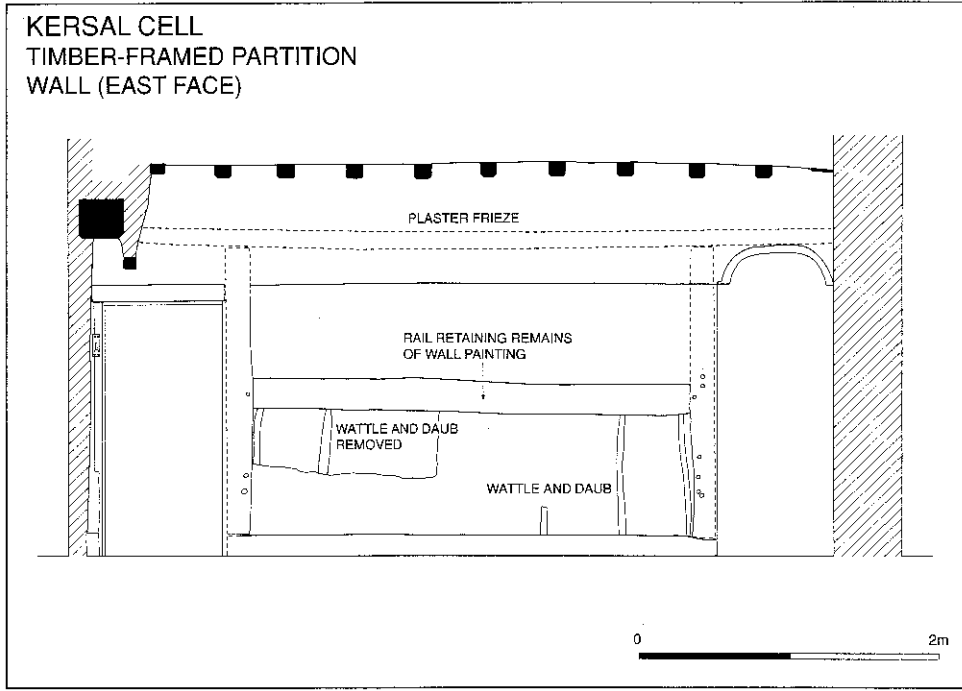 KERSAL CELL
TIMBER-FRAMED PARTITION
WALL (EAST FACE)
PLASTER FRIEZE
RAIL RETAINING REMAINS
OF WALL PAINTING
WATTLE AND DAUB
REMOVED
WATTLE AND DAUB
0 2m